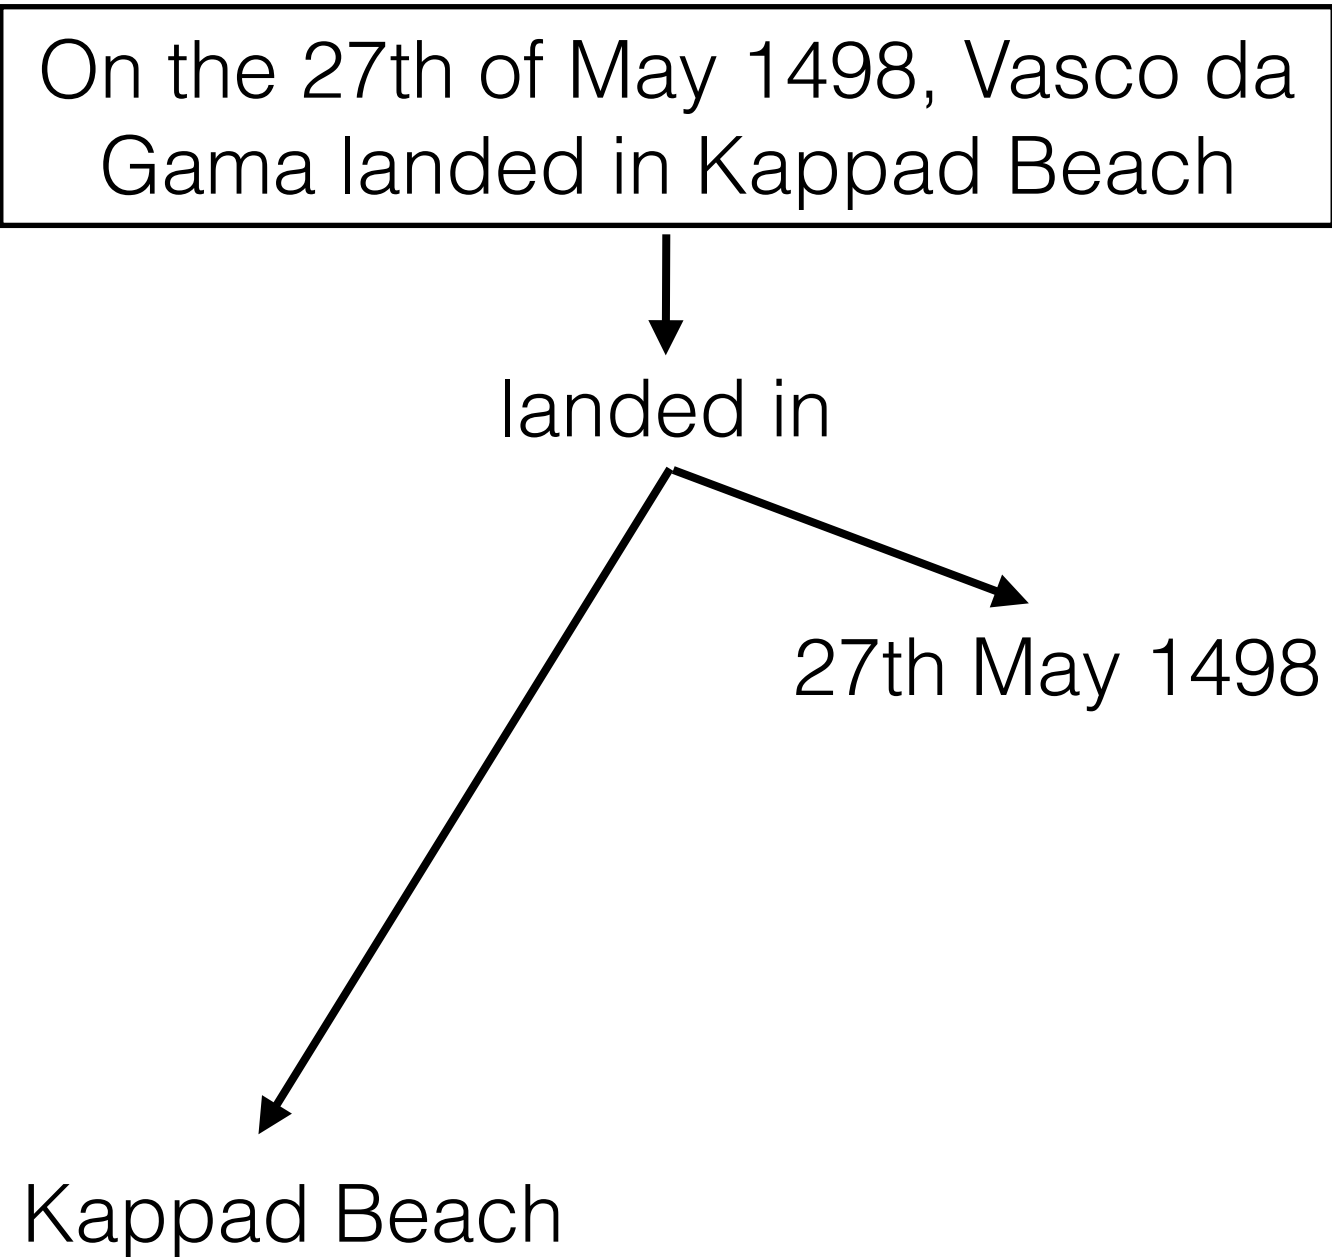 On the 27th of May 1498, Vasco da
Gama landed in Kappad Beach
landed in
27th May 1498
Kappad Beach